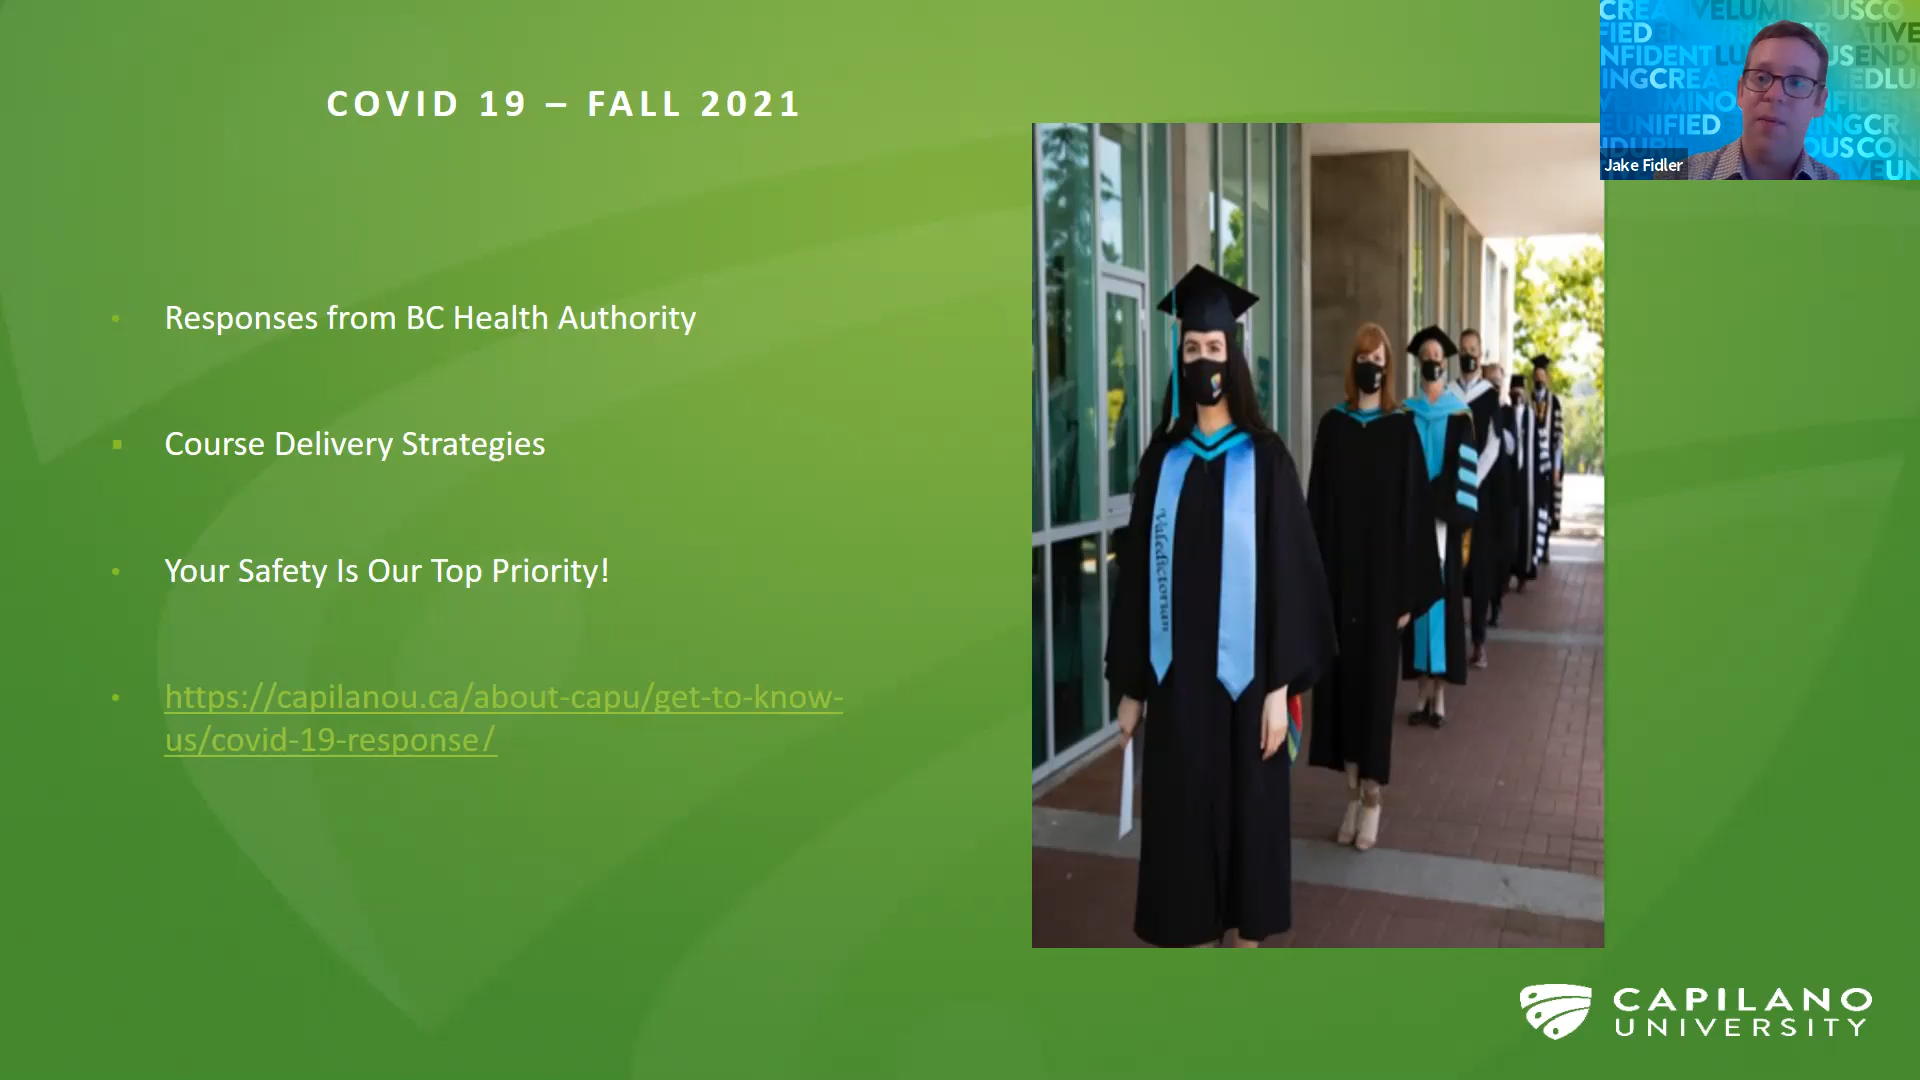 COVID 19 – FALL 2021
Responses from BC Health Authority
Course Delivery Strategies
Your Safety Is Our Top Priority!
https://capilanou.ca/about-capu/get-to-know-
us/covid-19-response/
Valedictorian
Jake Fidler
CAPILANO
UNIVERSITY